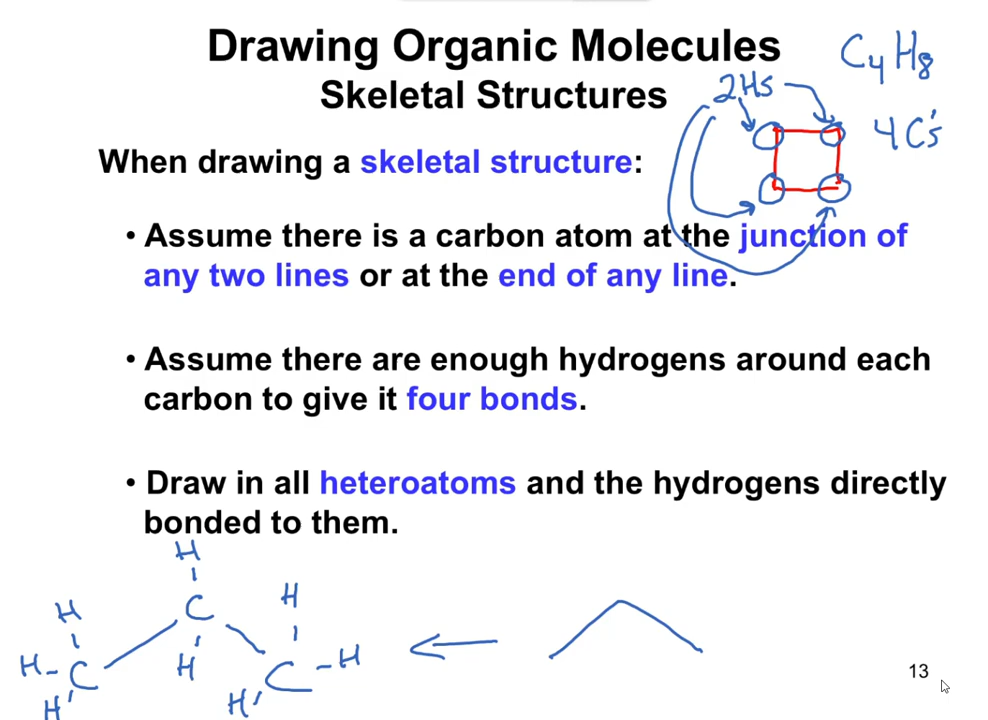 Drawing Organic Molecules
Skeletal Structures
C4H8
2Hs
4C's
When drawing a skeletal structure:
• Assume there is a carbon atom at the junction of
any two lines or at the end of any line.
• Assume there are enough hydrogens around each
carbon to give it four bonds.
• Draw in all heteroatoms and the hydrogens directly
bonded to them.
H
H H
C
H-C H C-H
H H
13